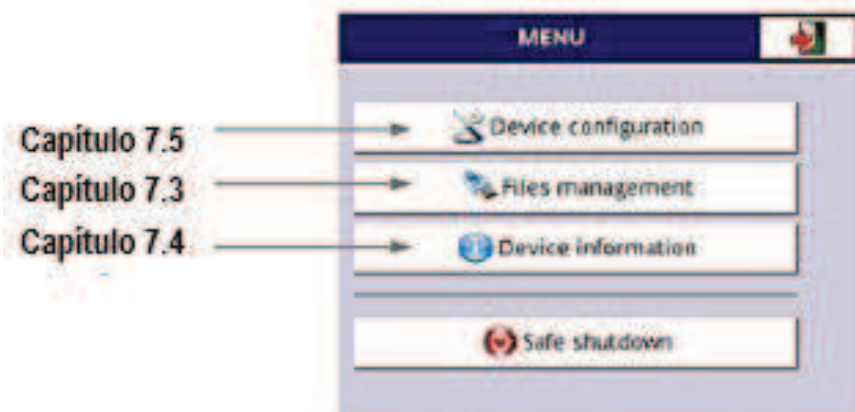 MENU
Capítulo 7.5
Device configuration
Capítulo 7.3
Files management
Capítulo 7.4
Device information
Safe shutdown